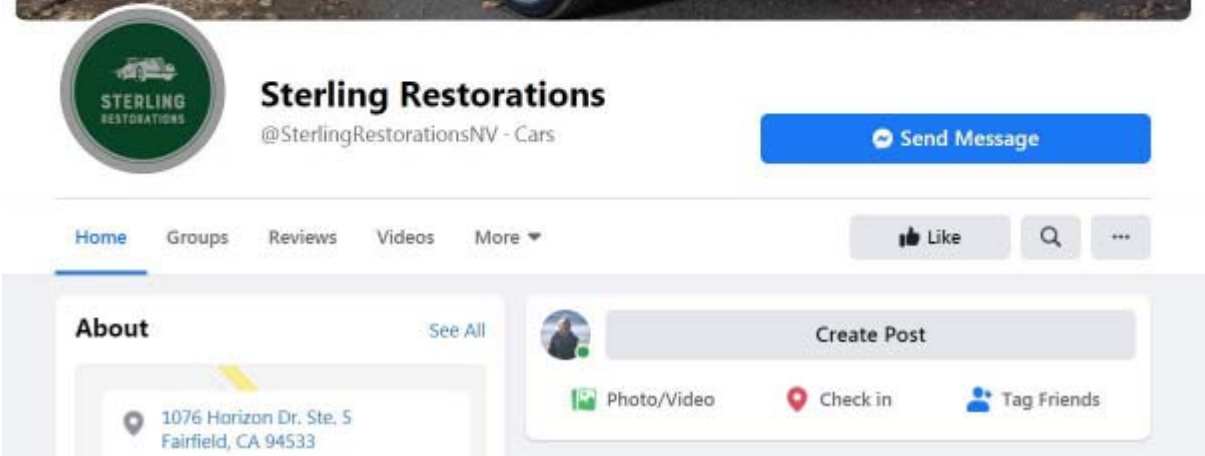 STERLING
RESTORATIONS
Sterling Restorations
@SterlingRestorationsNV - Cars
Send Message
Home Groups Reviews Videos More
Like
About See All
Create Post
Photo/Video Check in Tag Friends
1076 Horizon Dr. Ste. 5
Fairfield, CA 94533